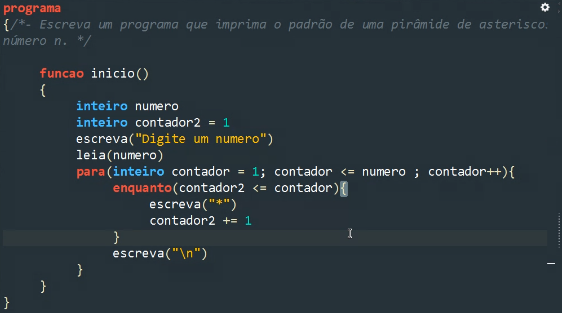 programa
{/*- Escreva um programa que imprima o padrão de uma pirâmide de asterisco.
número n. */
funcao inicio()
{
inteiro numero
inteiro contador2 = 1
escreva("Digite um numero")
leia(numero)
para(inteiro contador = 1; contador <= numero ; contador++){
enquanto(contador2 <= contador){
escreva("*")
contador2 += 1
}
escreva("\n")
}
}
}